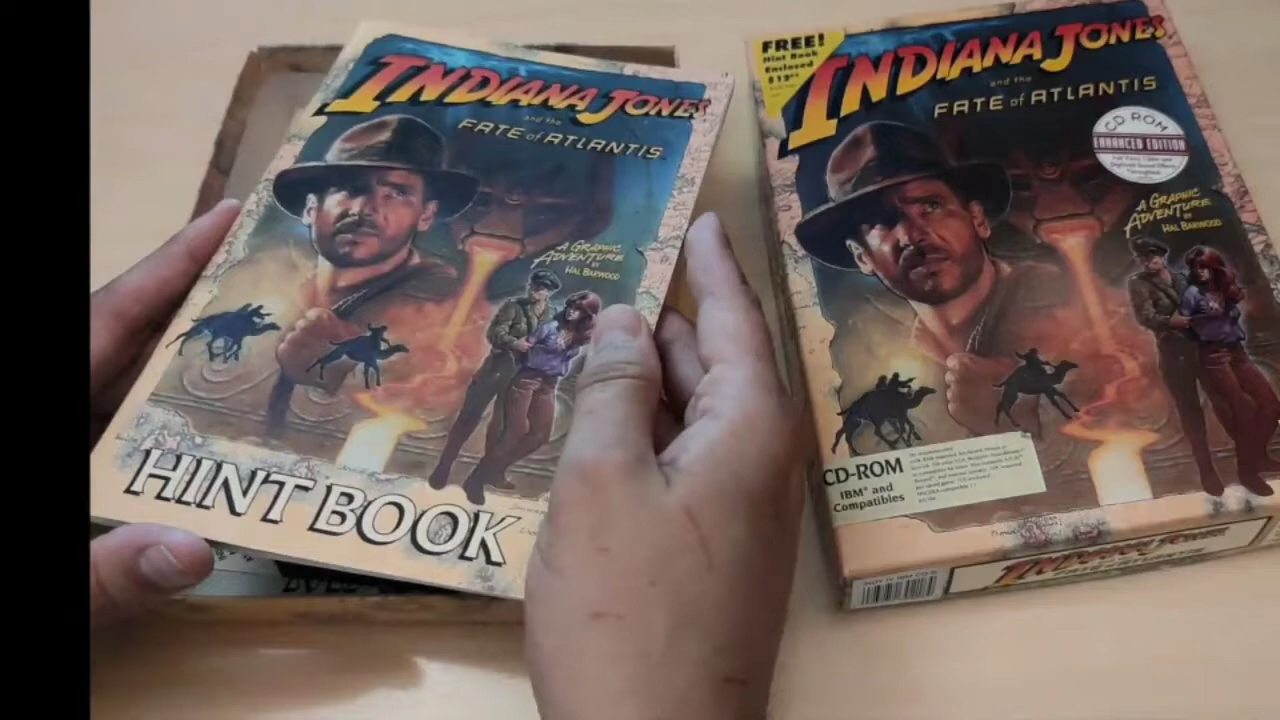 INDIANA JONES
and the
FATE of ATLANTIS
A GRAPHIC
ADVENTURE
BY
HAL BARWOOD
HINT BOOK
FREE!
Hint Book
Enclosed
INDIANA JONES
and the
FATE of ATLANTIS
CD ROM
ENHANCED EDITION
A GRAPHIC
ADVENTURE
BY
HAL BARWOOD
CD-ROM
IBM® and
Compatibles
INDIANA JONES